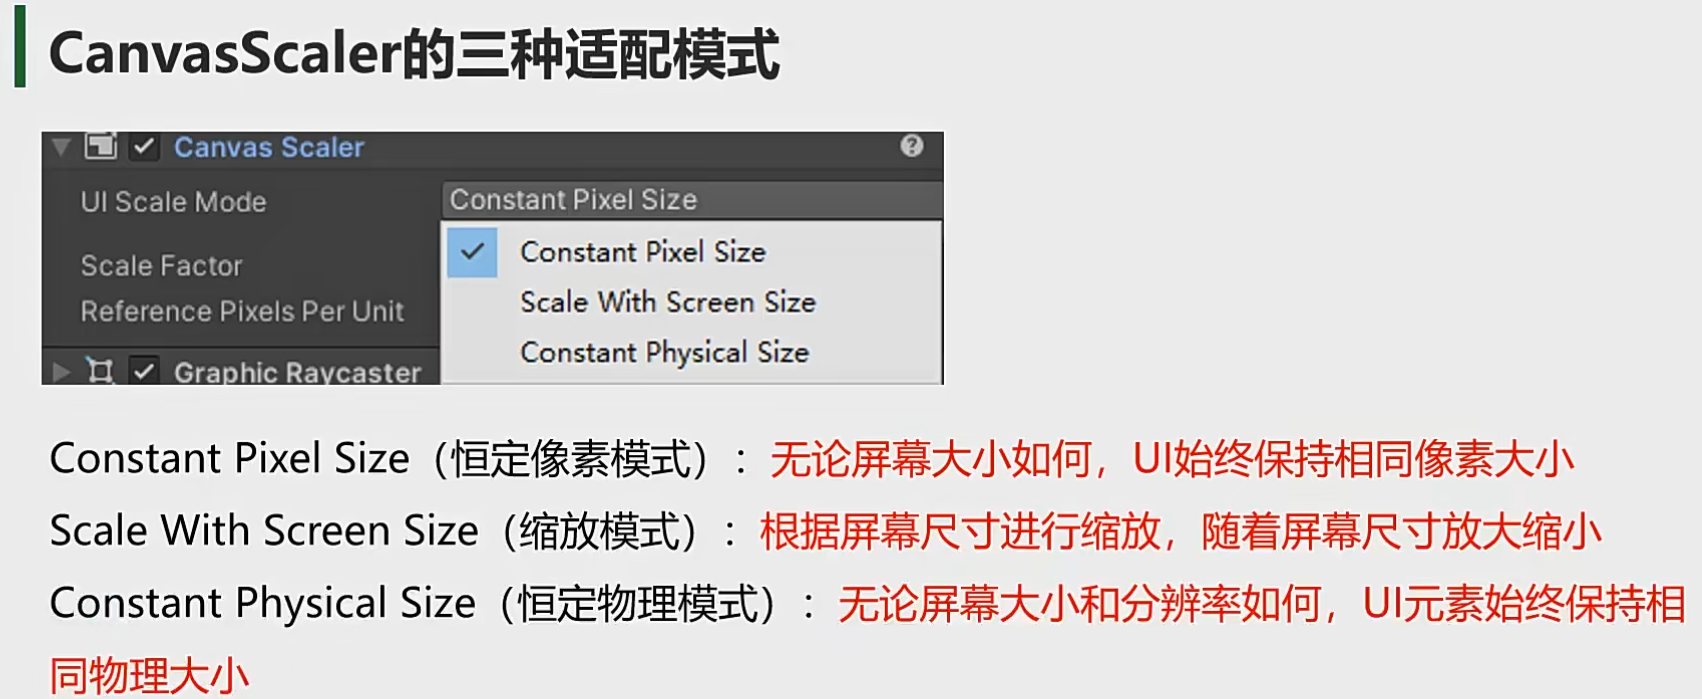 CanvasScaler的三种适配模式
Canvas Scaler
UI Scale Mode
Constant Pixel Size
Constant Pixel Size
Scale Factor
Scale With Screen Size
Reference Pixels Per Unit
Constant Physical Size
Graphic Raycaster
Constant Pixel Size（恒定像素模式）：无论屏幕大小如何，UI始终保持相同像素大小
Scale With Screen Size（缩放模式）：根据屏幕尺寸进行缩放，随着屏幕尺寸放大缩小
Constant Physical Size（恒定物理模式）：无论屏幕大小和分辨率如何，UI元素始终保持相
同物理大小